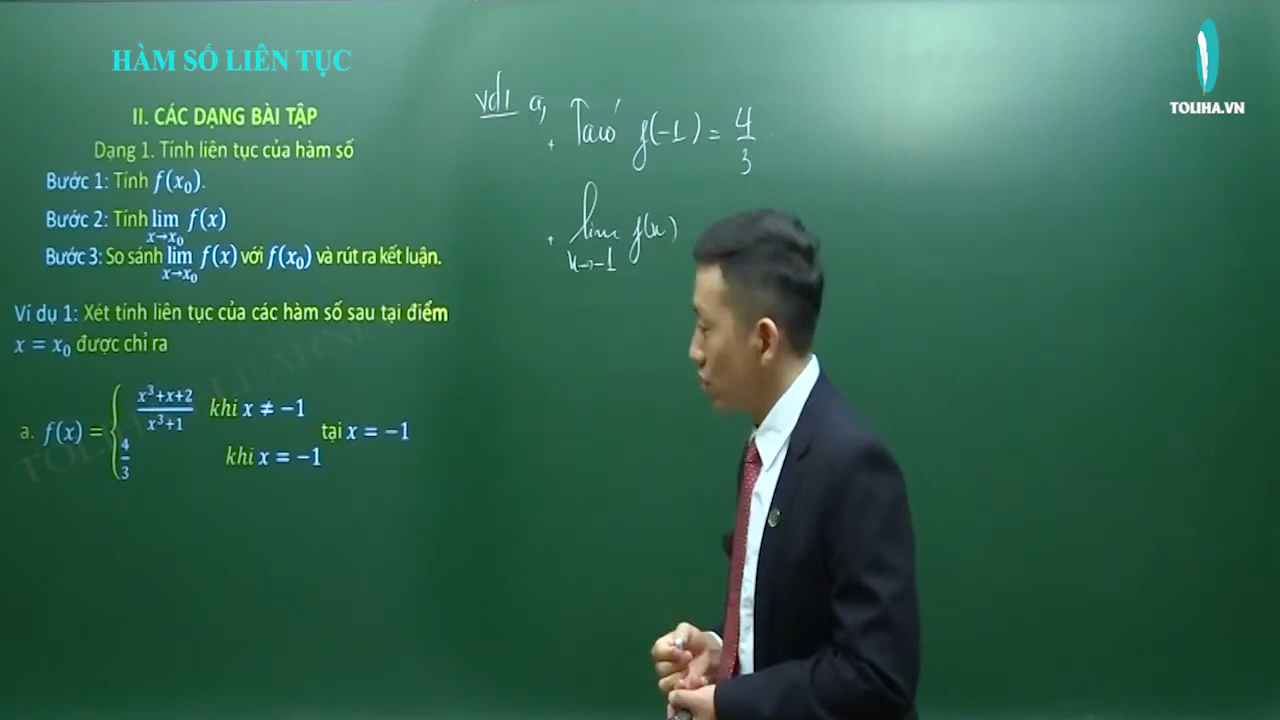 HÀM SỐ LIÊN TỤC
TOLIHA.VN
II. CÁC DẠNG BÀI TẬP
Dạng 1. Tính liên tục của hàm số
Bước 1: Tính f(x₀).
Bước 2: Tính lim f(x)
x→x₀
Bước 3: So sánh lim f(x) với f(x₀) và rút ra kết luận.
x→x₀
Ví dụ 1: Xét tính liên tục của các hàm số sau tại điểm
x = x₀ được chỉ ra
a. f(x) = { (x³+x+2)/(x³+1) khi x ≠ −1
4/3 khi x = −1
tại x = −1
vd1 a,
+ Ta có f(−1) = 4/3
+ lim f(x)
x→−1